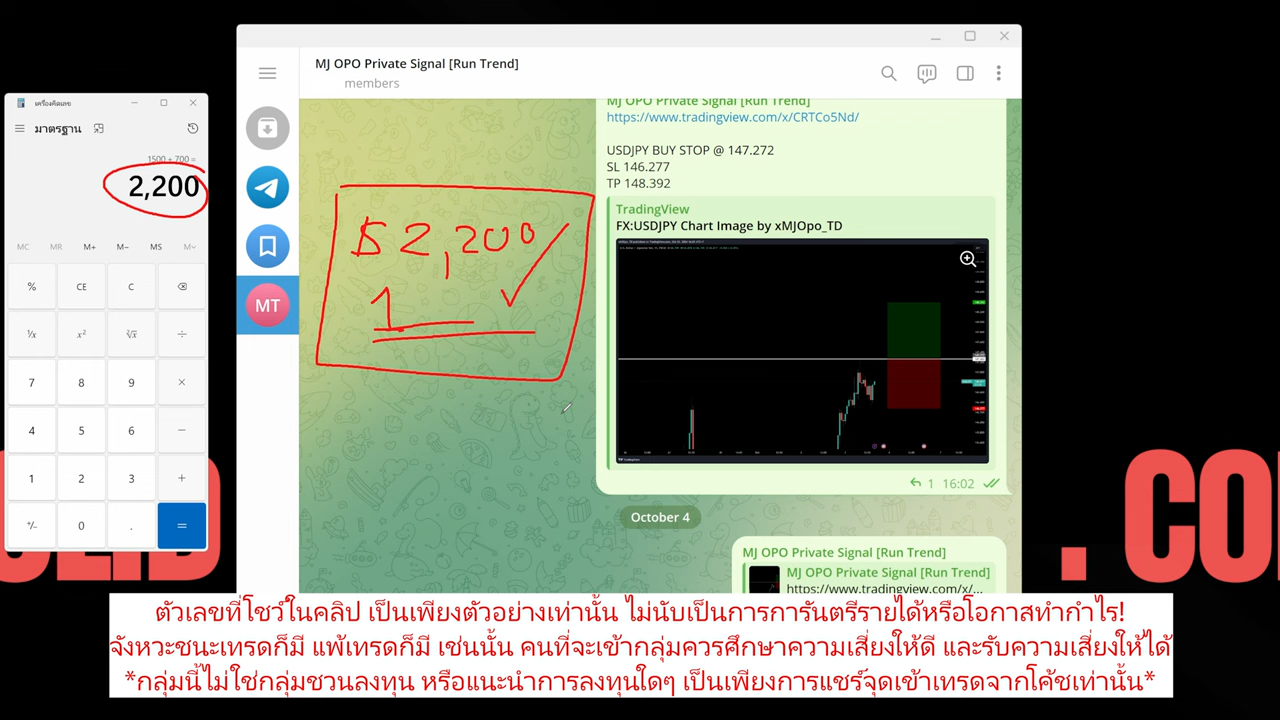 MJ OPO Private Signal [Run Trend]
members
เครื่องคิดเลข
มาตรฐาน
1500 + 700 =
2,200
MC MR M+ M− MS M˅
% CE C
¹/x x² ²√x ÷
7 8 9 ×
4 5 6 −
1 2 3 +
+/− 0 . =
MT
$2,200
1
MJ OPO Private Signal [Run Trend]
https://www.tradingview.com/x/CRTCo5Nd/
USDJPY BUY STOP @ 147.272
SL 146.277
TP 148.392
TradingView
FX:USDJPY Chart Image by xMJOpo_TD
1 16:02
October 4
MJ OPO Private Signal [Run Trend]
MJ OPO Private Signal [Run Trend]
https://www.tradingview.com/x/...
. CO
ตัวเลขที่โชว์ในคลิป เป็นเพียงตัวอย่างเท่านั้น ไม่นับเป็นการการันตรีรายได้หรือโอกาสทำกำไร!
จังหวะชนะเทรดก็มี แพ้เทรดก็มี เช่นนั้น คนที่จะเข้ากลุ่มควรศึกษาความเสี่ยงให้ดี และรับความเสี่ยงให้ได้
*กลุ่มนี้ไม่ใช่กลุ่มชวนลงทุน หรือแนะนำการลงทุนใดๆ เป็นเพียงการแชร์จุดเข้าเทรดจากโค้ชเท่านั้น*